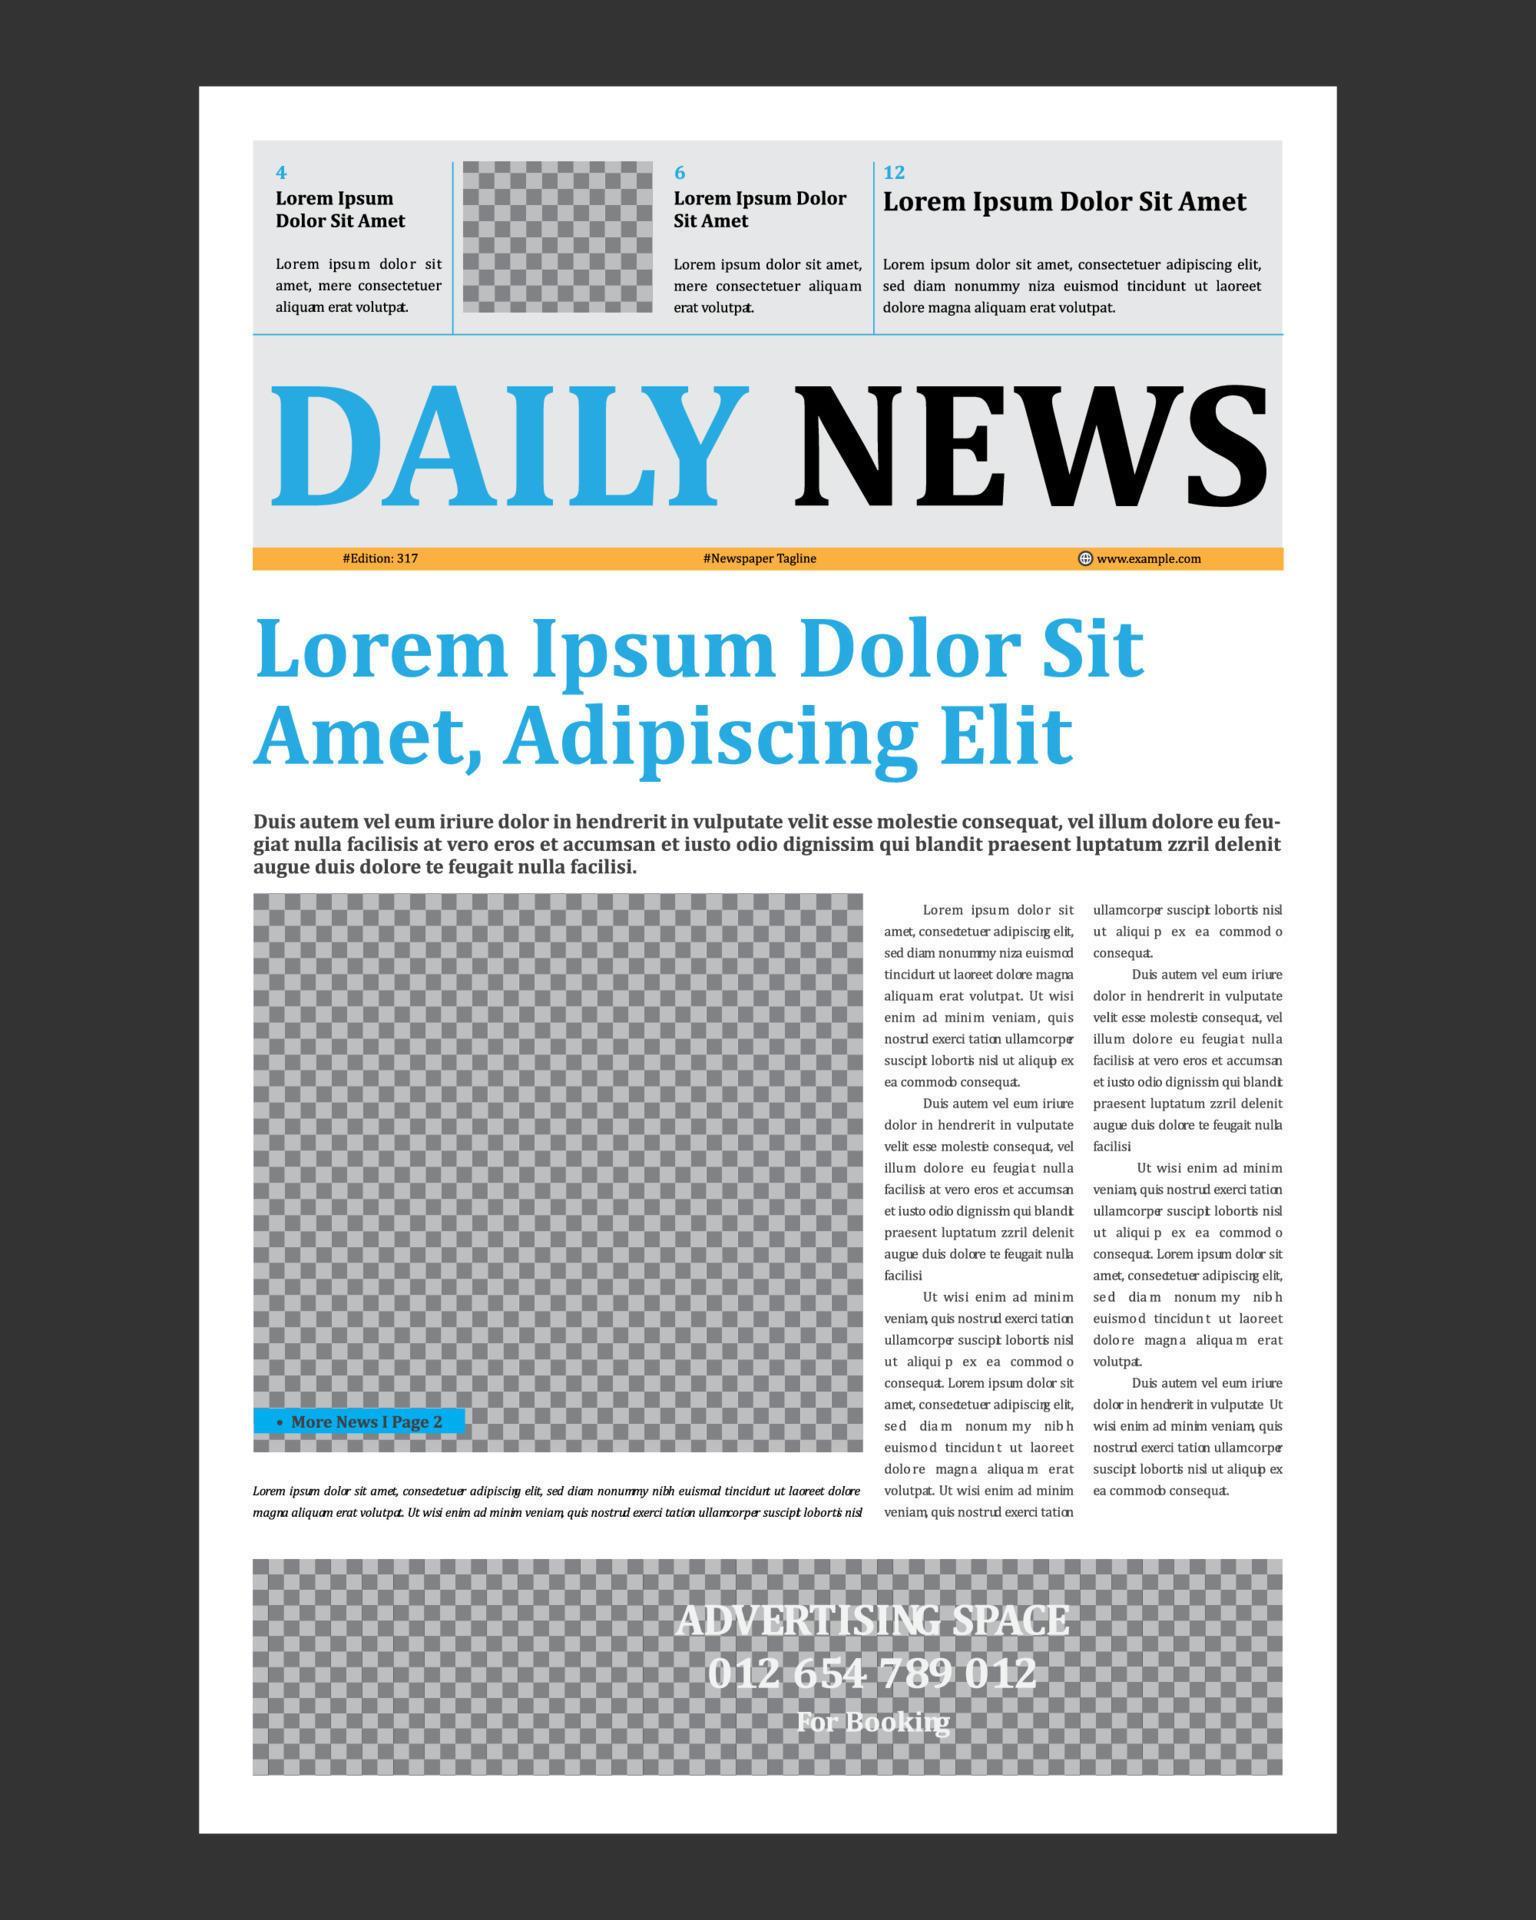 4
Lorem Ipsum
Dolor Sit Amet
Lorem ipsum dolor sit
amet, mere consectetuer
aliquam erat volutpat.
6
Lorem Ipsum Dolor
Sit Amet
Lorem ipsum dolor sit amet,
mere consectetuer aliquam
erat volutpat.
12
Lorem Ipsum Dolor Sit Amet
Lorem ipsum dolor sit amet, consectetuer adipiscing elit,
sed diam nonummy niza euismod tincidunt ut laoreet
dolore magna aliquam erat volutpat.
DAILY NEWS
#Edition: 317
#Newspaper Tagline
www.example.com
Lorem Ipsum Dolor Sit
Amet, Adipiscing Elit
Duis autem vel eum iriure dolor in hendrerit in vulputate velit esse molestie consequat, vel illum dolore eu feu-
giat nulla facilisis at vero eros et accumsan et iusto odio dignissim qui blandit praesent luptatum zzril delenit
augue duis dolore te feugait nulla facilisi.
• More News I Page 2
Lorem ipsum dolor sit amet, consectetuer adipiscing elit, sed diam nonummy nibh euismod tincidunt ut laoreet dolore
magna aliquam erat volutpat. Ut wisi enim ad minim veniam, quis nostrud exerci tation ullamcorper suscipit lobortis nisl
Lorem ipsum dolor sit
amet, consectetuer adipiscing elit,
sed diam nonummy niza euismod
tincidunt ut laoreet dolore magna
aliquam erat volutpat. Ut wisi
enim ad minim veniam, quis
nostrud exerci tation ullamcorper
suscipit lobortis nisl ut aliquip ex
ea commodo consequat.
Duis autem vel eum iriure
dolor in hendrerit in vulputate
velit esse molestie consequat, vel
illum dolore eu feugiat nulla
facilisis at vero eros et accumsan
et iusto odio dignissim qui blandit
praesent luptatum zzril delenit
augue duis dolore te feugait nulla
facilisi
Ut wisi enim ad minim
veniam, quis nostrud exerci tation
ullamcorper suscipit lobortis nisl
ut aliquip ex ea commodo
consequat. Lorem ipsum dolor sit
amet, consectetuer adipiscing elit,
sed diam nonummy nibh
euismod tincidunt ut laoreet
dolore magna aliquam erat
volutpat. Ut wisi enim ad minim
veniam, quis nostrud exerci tation
ullamcorper suscipit lobortis nisl
ut aliquip ex ea commodo
consequat.
Duis autem vel eum iriure
dolor in hendrerit in vulputate
velit esse molestie consequat, vel
illum dolore eu feugiat nulla
facilisis at vero eros et accumsan
et iusto odio dignissim qui blandit
praesent luptatum zzril delenit
augue duis dolore te feugait nulla
facilisi
Ut wisi enim ad minim
veniam, quis nostrud exerci tation
ullamcorper suscipit lobortis nisl
ut aliquip ex ea commodo
consequat. Lorem ipsum dolor sit
amet, consectetuer adipiscing elit,
sed diam nonummy nibh
euismod tincidunt ut laoreet
dolore magna aliquam erat
volutpat.
Duis autem vel eum iriure
dolor in hendrerit in vulputate Ut
wisi enim ad minim veniam, quis
nostrud exerci tation ullamcorper
suscipit lobortis nisl ut aliquip ex
ea commodo consequat.
ADVERTISING SPACE
012 654 789 012
For Booking